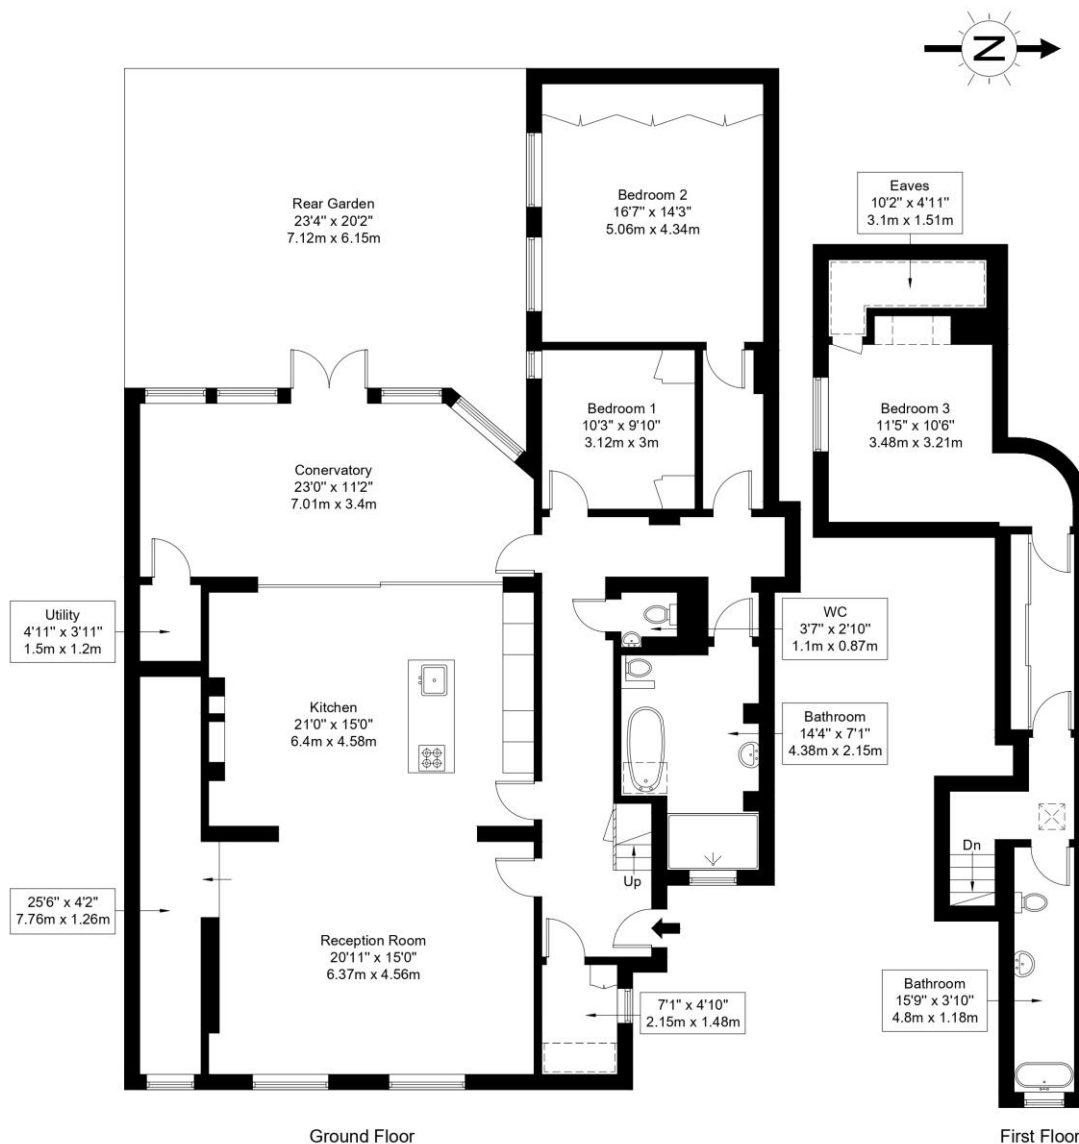 N
Rear Garden
23'4" x 20'2"
7.12m x 6.15m
Bedroom 2
16'7" x 14'3"
5.06m x 4.34m
Eaves
10'2" x 4'11"
3.1m x 1.51m
Bedroom 1
10'3" x 9'10"
3.12m x 3m
Bedroom 3
11'5" x 10'6"
3.48m x 3.21m
Conervatory
23'0" x 11'2"
7.01m x 3.4m
Utility
4'11" x 3'11"
1.5m x 1.2m
WC
3'7" x 2'10"
1.1m x 0.87m
Kitchen
21'0" x 15'0"
6.4m x 4.58m
Bathroom
14'4" x 7'1"
4.38m x 2.15m
Up
Dn
25'6" x 4'2"
7.76m x 1.26m
Reception Room
20'11" x 15'0"
6.37m x 4.56m
7'1" x 4'10"
2.15m x 1.48m
Bathroom
15'9" x 3'10"
4.8m x 1.18m
Ground Floor
First Floor